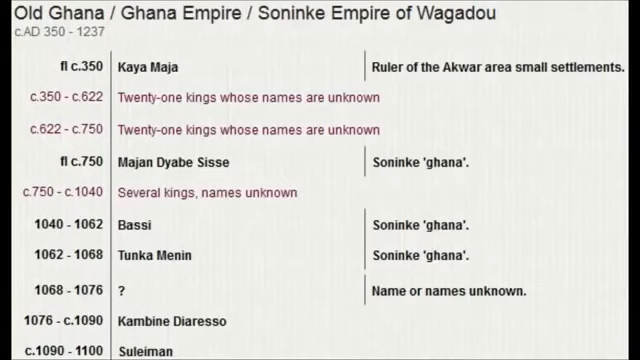 Old Ghana / Ghana Empire / Soninke Empire of Wagadou
c.AD 350 - 1237
fl c.350 Kaya Maja Ruler of the Akwar area small settlements.
c.350 - c.622 Twenty-one kings whose names are unknown
c.622 - c.750 Twenty-one kings whose names are unknown
fl c.750 Majan Dyabe Sisse Soninke 'ghana'.
c.750 - c.1040 Several kings, names unknown
1040 - 1062 Bassi Soninke 'ghana'.
1062 - 1068 Tunka Menin Soninke 'ghana'.
1068 - 1076 ? Name or names unknown.
1076 - c.1090 Kambine Diaresso
c.1090 - 1100 Suleiman